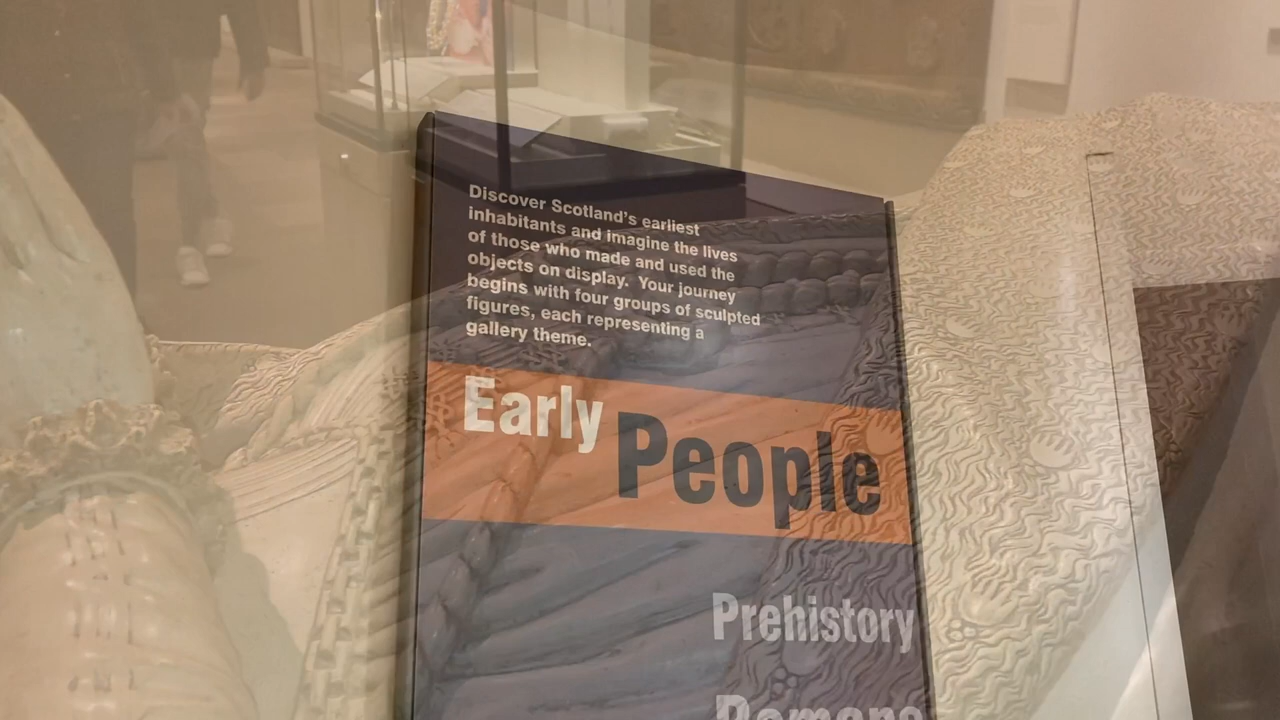 Discover Scotland's earliest
inhabitants and imagine the lives
of those who made and used the
objects on display. Your journey
begins with four groups of sculpted
figures, each representing a
gallery theme.
Early People
Prehistory
Romans